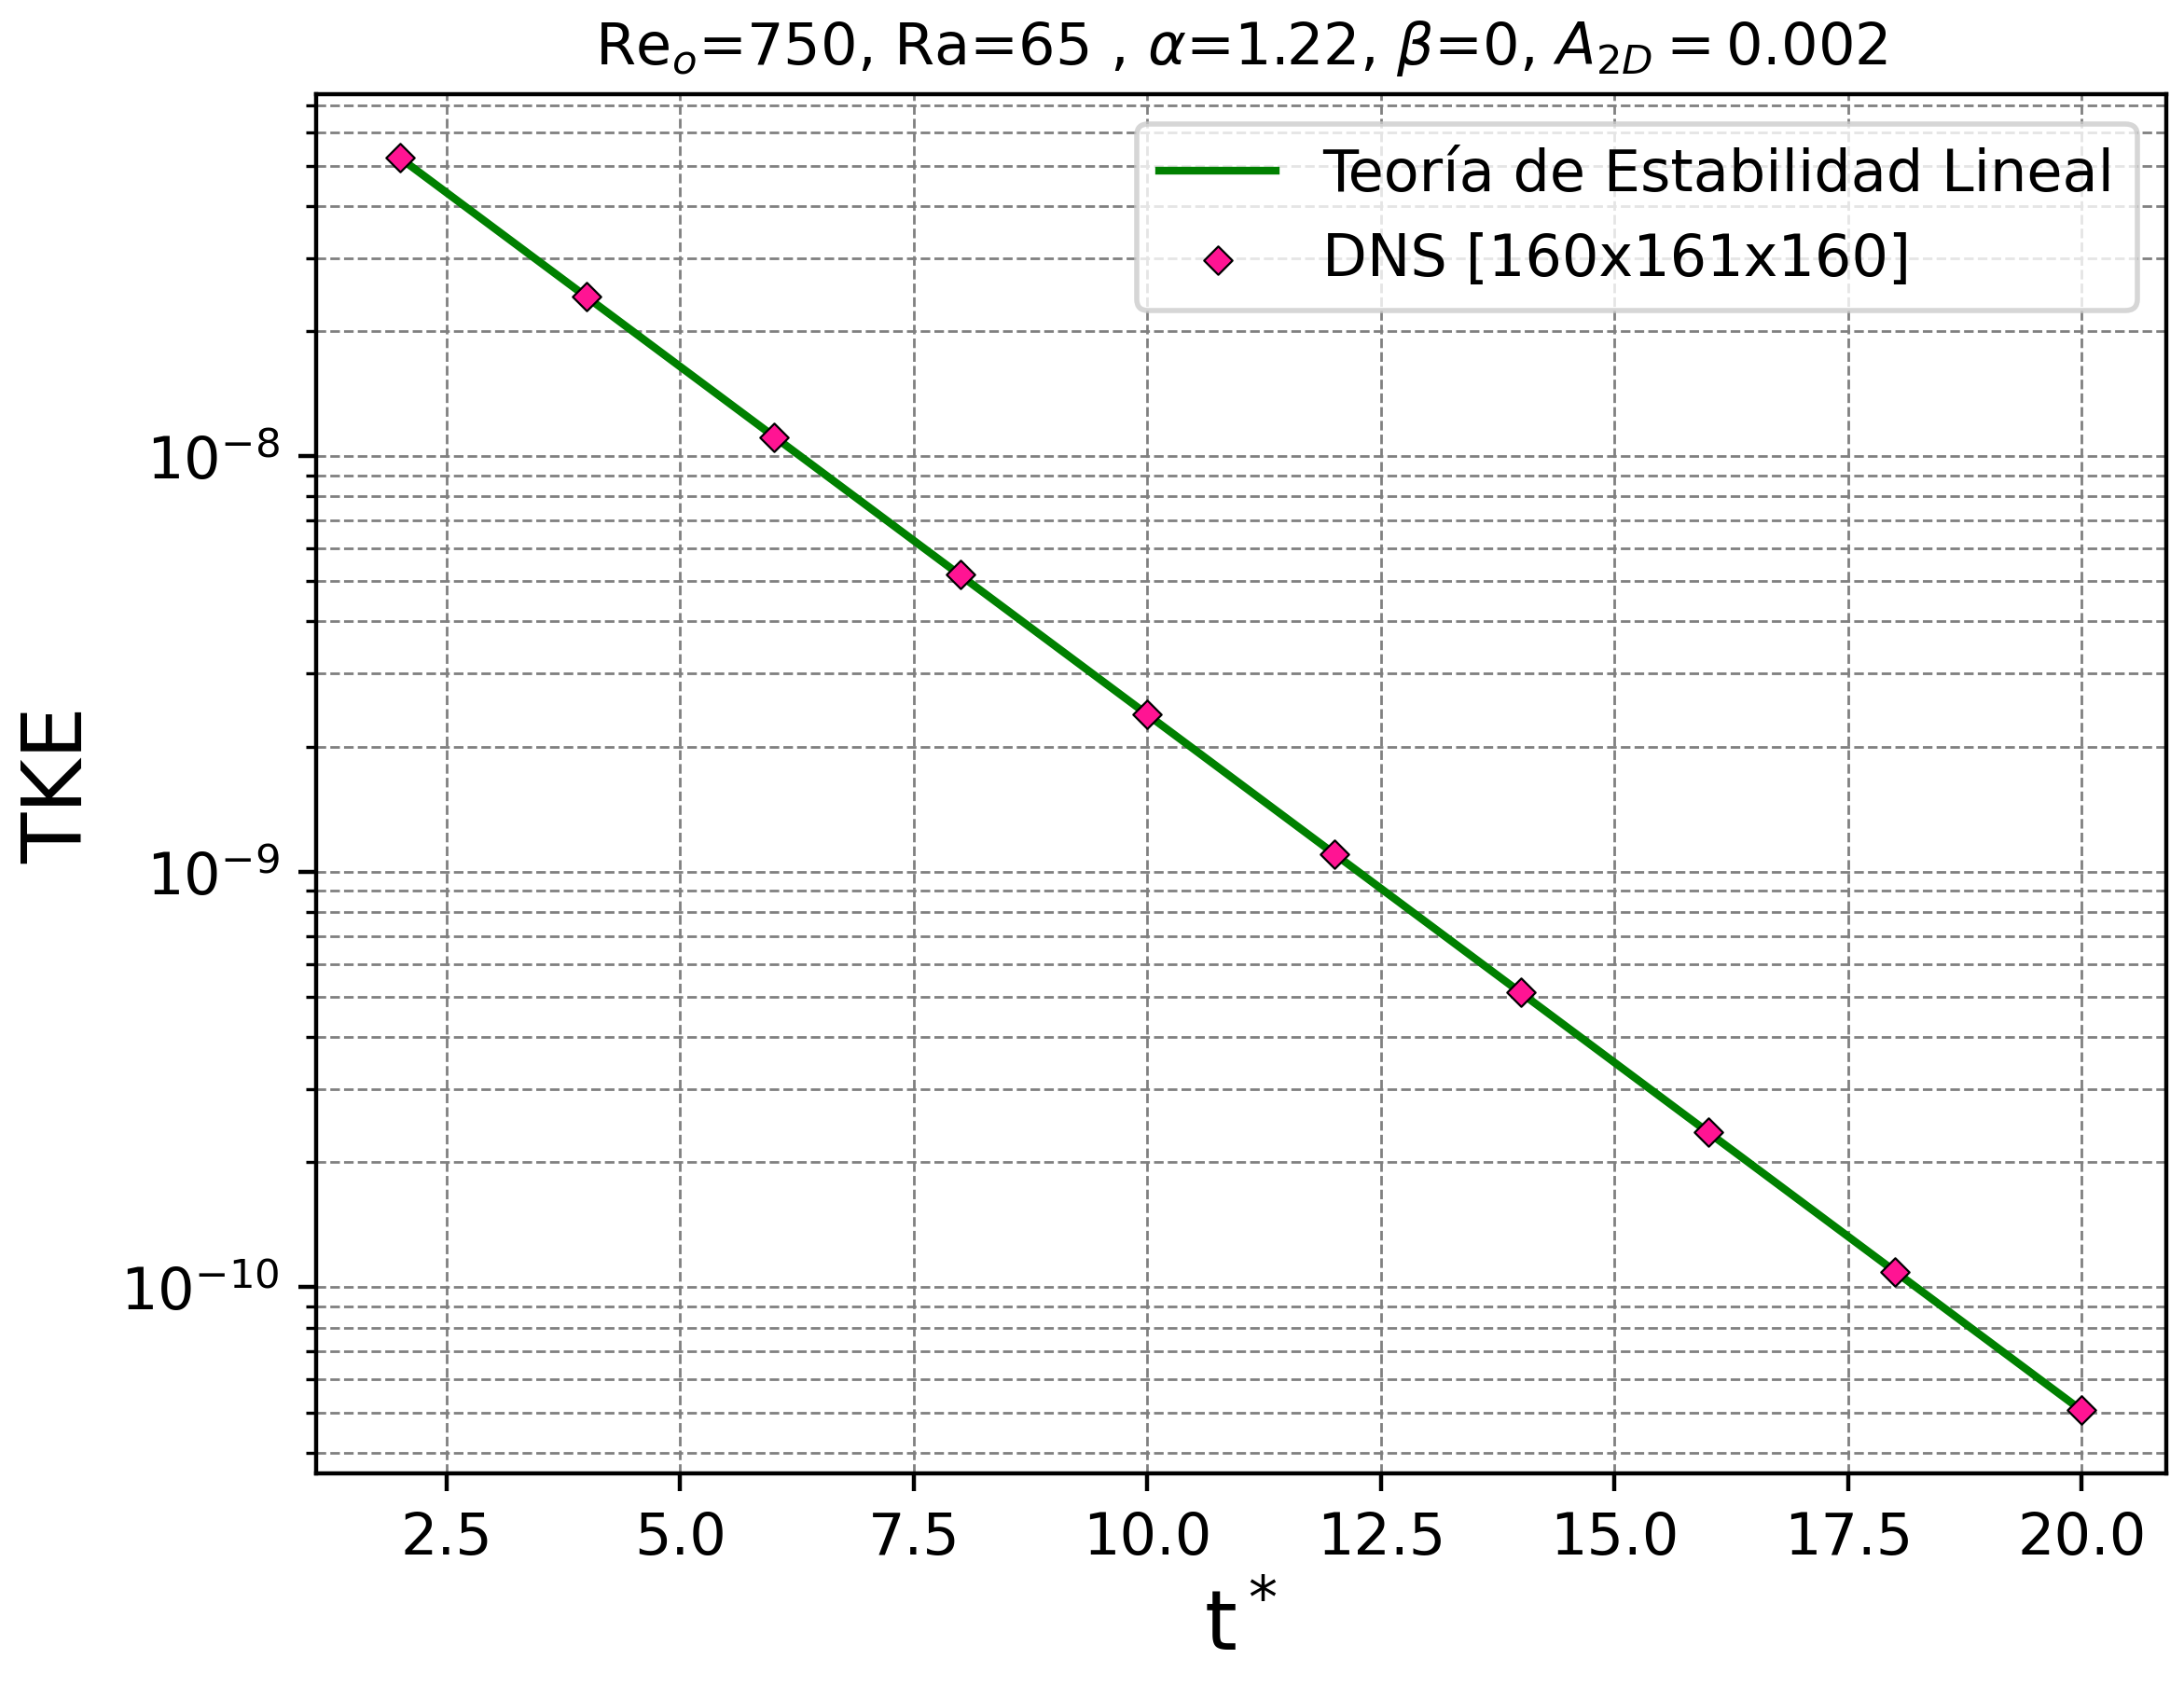 Reₒ=750, Ra=65 , α=1.22, β=0, A_{2D} = 0.002
Teoría de Estabilidad Lineal
DNS [160x161x160]
TKE
10⁻⁸
10⁻⁹
10⁻¹⁰
2.5 5.0 7.5 10.0 12.5 15.0 17.5 20.0
t*